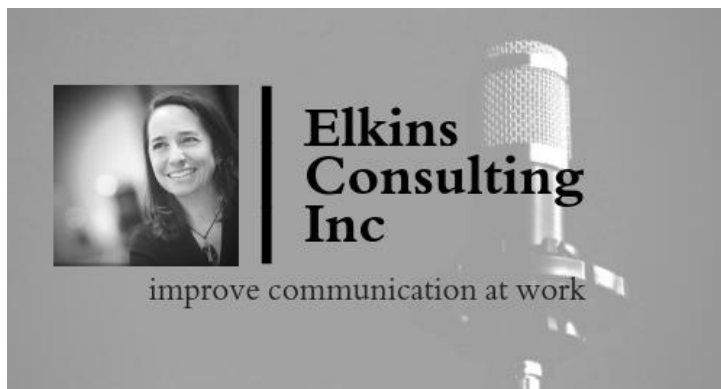 Elkins
Consulting
Inc
improve communication at work